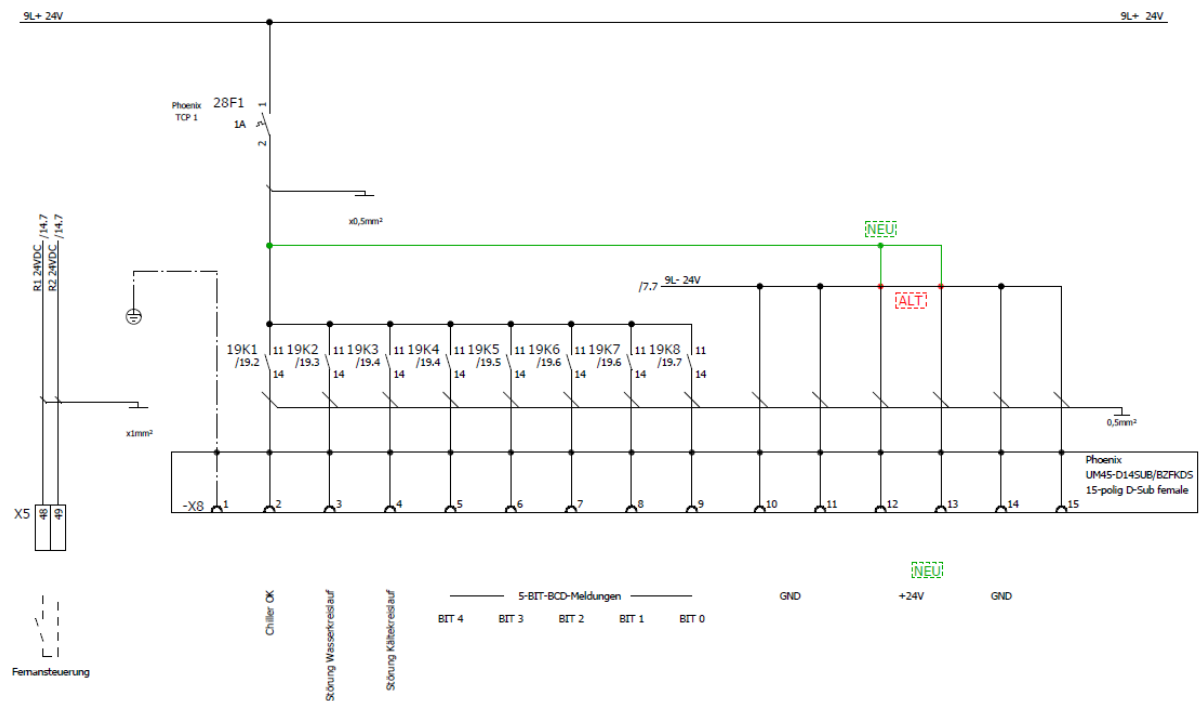 9L+ 24V
9L+ 24V
Phoenix
TCP 1
28F1
1
1A
2
x0,5mm²
R1 24VDC /14.7
R2 24VDC /14.7
NEU
/7.7 9L- 24V
ALT
19K1 11
/19.2
14
19K2 11
/19.3
14
19K3 11
/19.4
14
19K4 11
/19.4
14
19K5 11
/19.5
14
19K6 11
/19.6
14
19K7 11
/19.6
14
19K8 11
/19.7
14
x1mm²
0,5mm²
Phoenix
UM45-D14SUB/BZFKDS
15-polig D-Sub female
-X8 1 2 3 4 5 6 7 8 9 10 11 12 13 14 15
X5 48 49
NEU
Chiller OK
Störung Wasserkreislauf
Störung Kältekreislauf
5-BIT-BCD-Meldungen
GND
+24V
GND
BIT 4 BIT 3 BIT 2 BIT 1 BIT 0
Fernansteuerung